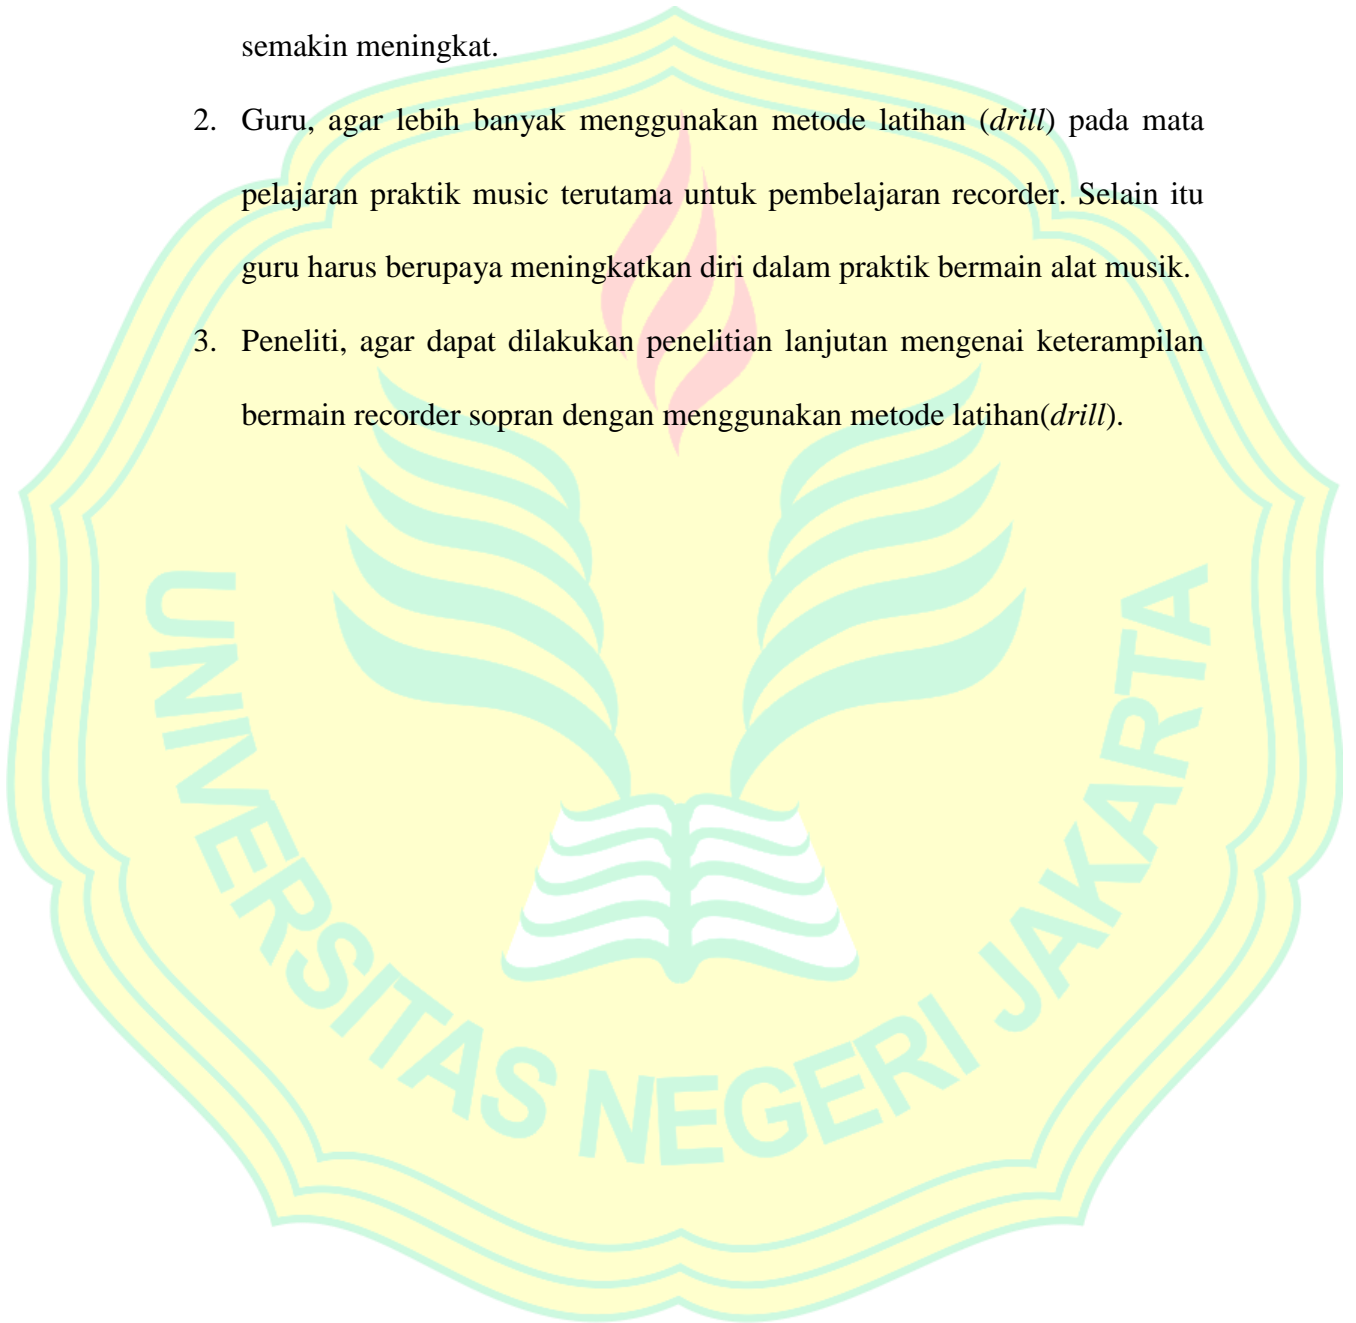 semakin meningkat.
2. Guru, agar lebih banyak menggunakan metode latihan (drill) pada mata
pelajaran praktik music terutama untuk pembelajaran recorder. Selain itu
guru harus berupaya meningkatkan diri dalam praktik bermain alat musik.
3. Peneliti, agar dapat dilakukan penelitian lanjutan mengenai keterampilan
bermain recorder sopran dengan menggunakan metode latihan(drill).
UNIVERSITAS NEGERI JAKARTA